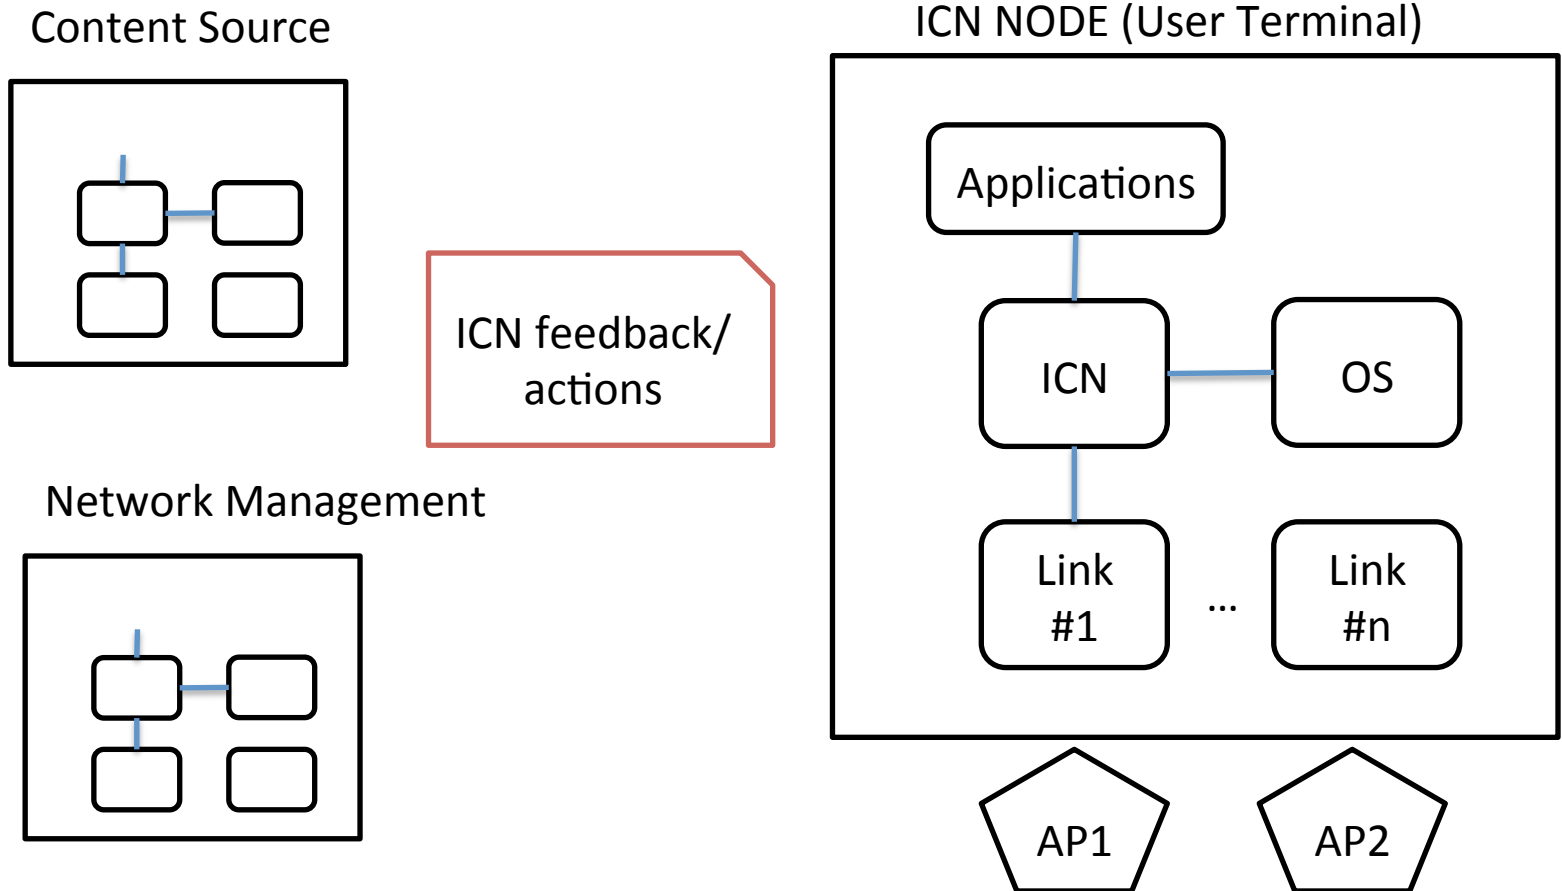 Content Source
ICN NODE (User Terminal)
Applications
ICN feedback/
actions
ICN
OS
Network Management
Link
#1
...
Link
#n
AP1
AP2